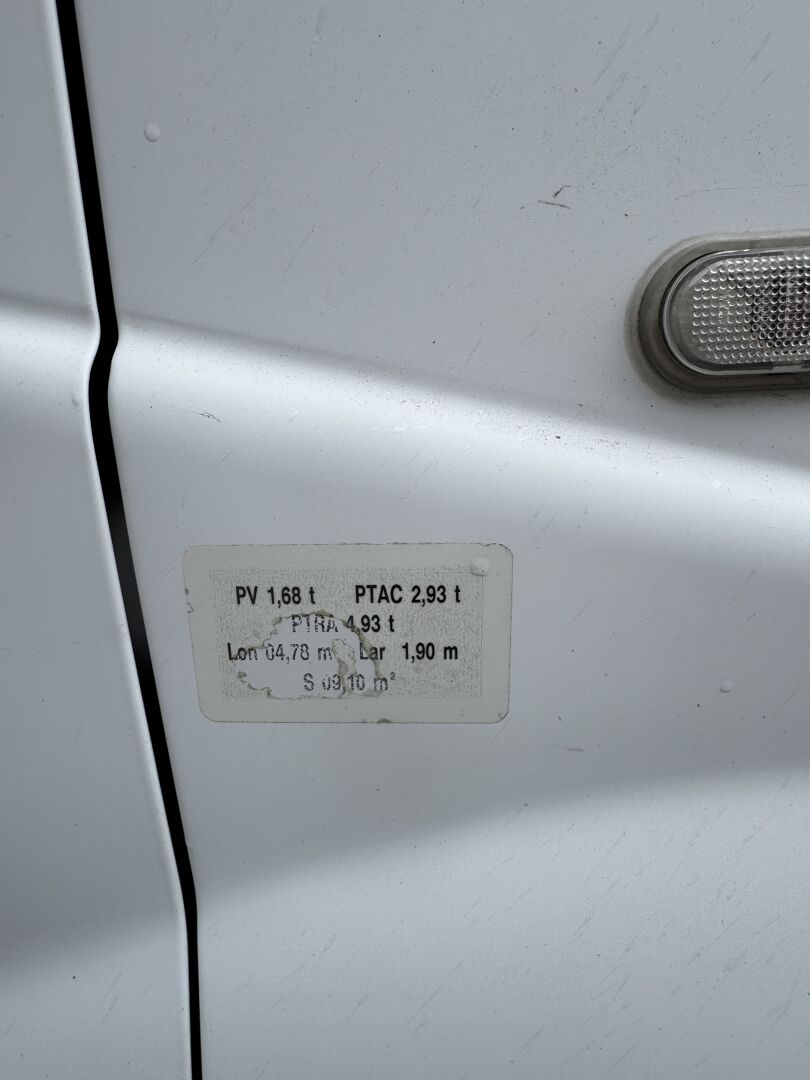 PV 1,68 t PTAC 2,93 t
PTRA 4,93 t
Lon 04,78 m Lar 1,90 m
S 09,10 m²